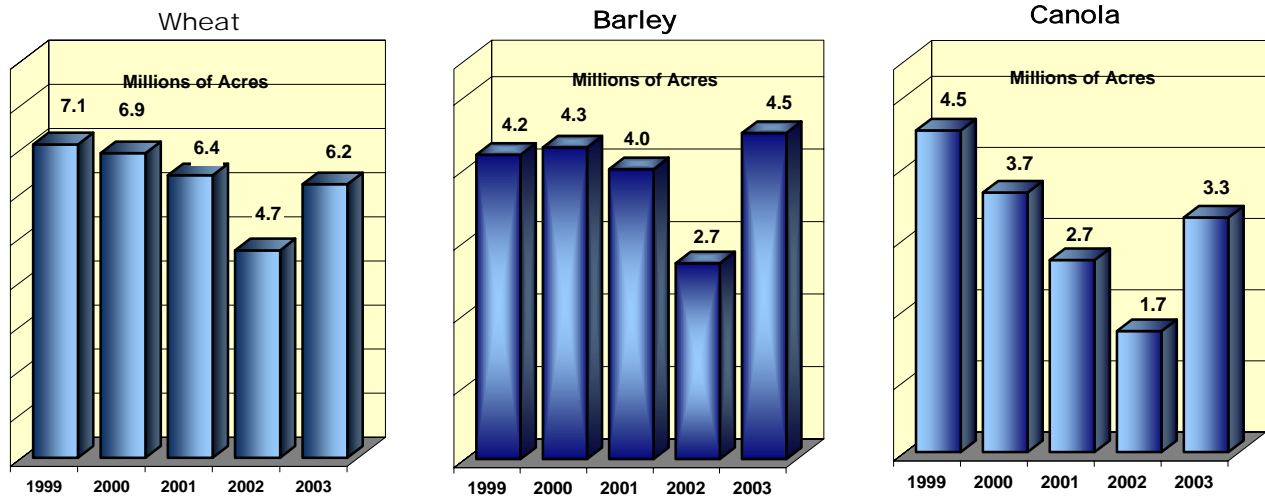 Wheat
Millions of Acres
7.1
6.9
6.4
4.7
6.2
1999 2000 2001 2002 2003
Barley
Millions of Acres
4.2
4.3
4.0
2.7
4.5
1999 2000 2001 2002 2003
Canola
Millions of Acres
4.5
3.7
2.7
1.7
3.3
1999 2000 2001 2002 2003